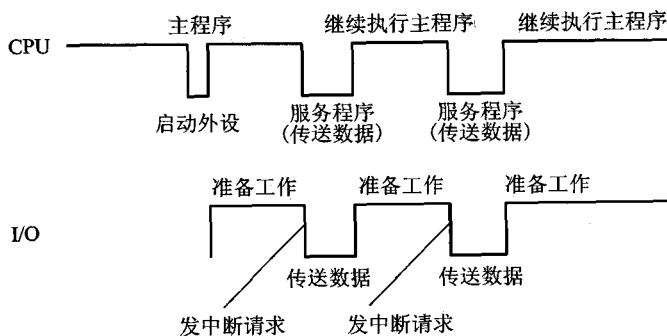 主程序 继续执行主程序 继续执行主程序
CPU
启动外设
服务程序 服务程序
(传送数据) (传送数据)
准备工作 准备工作 准备工作
I/O
传送数据 传送数据
发中断请求 发中断请求